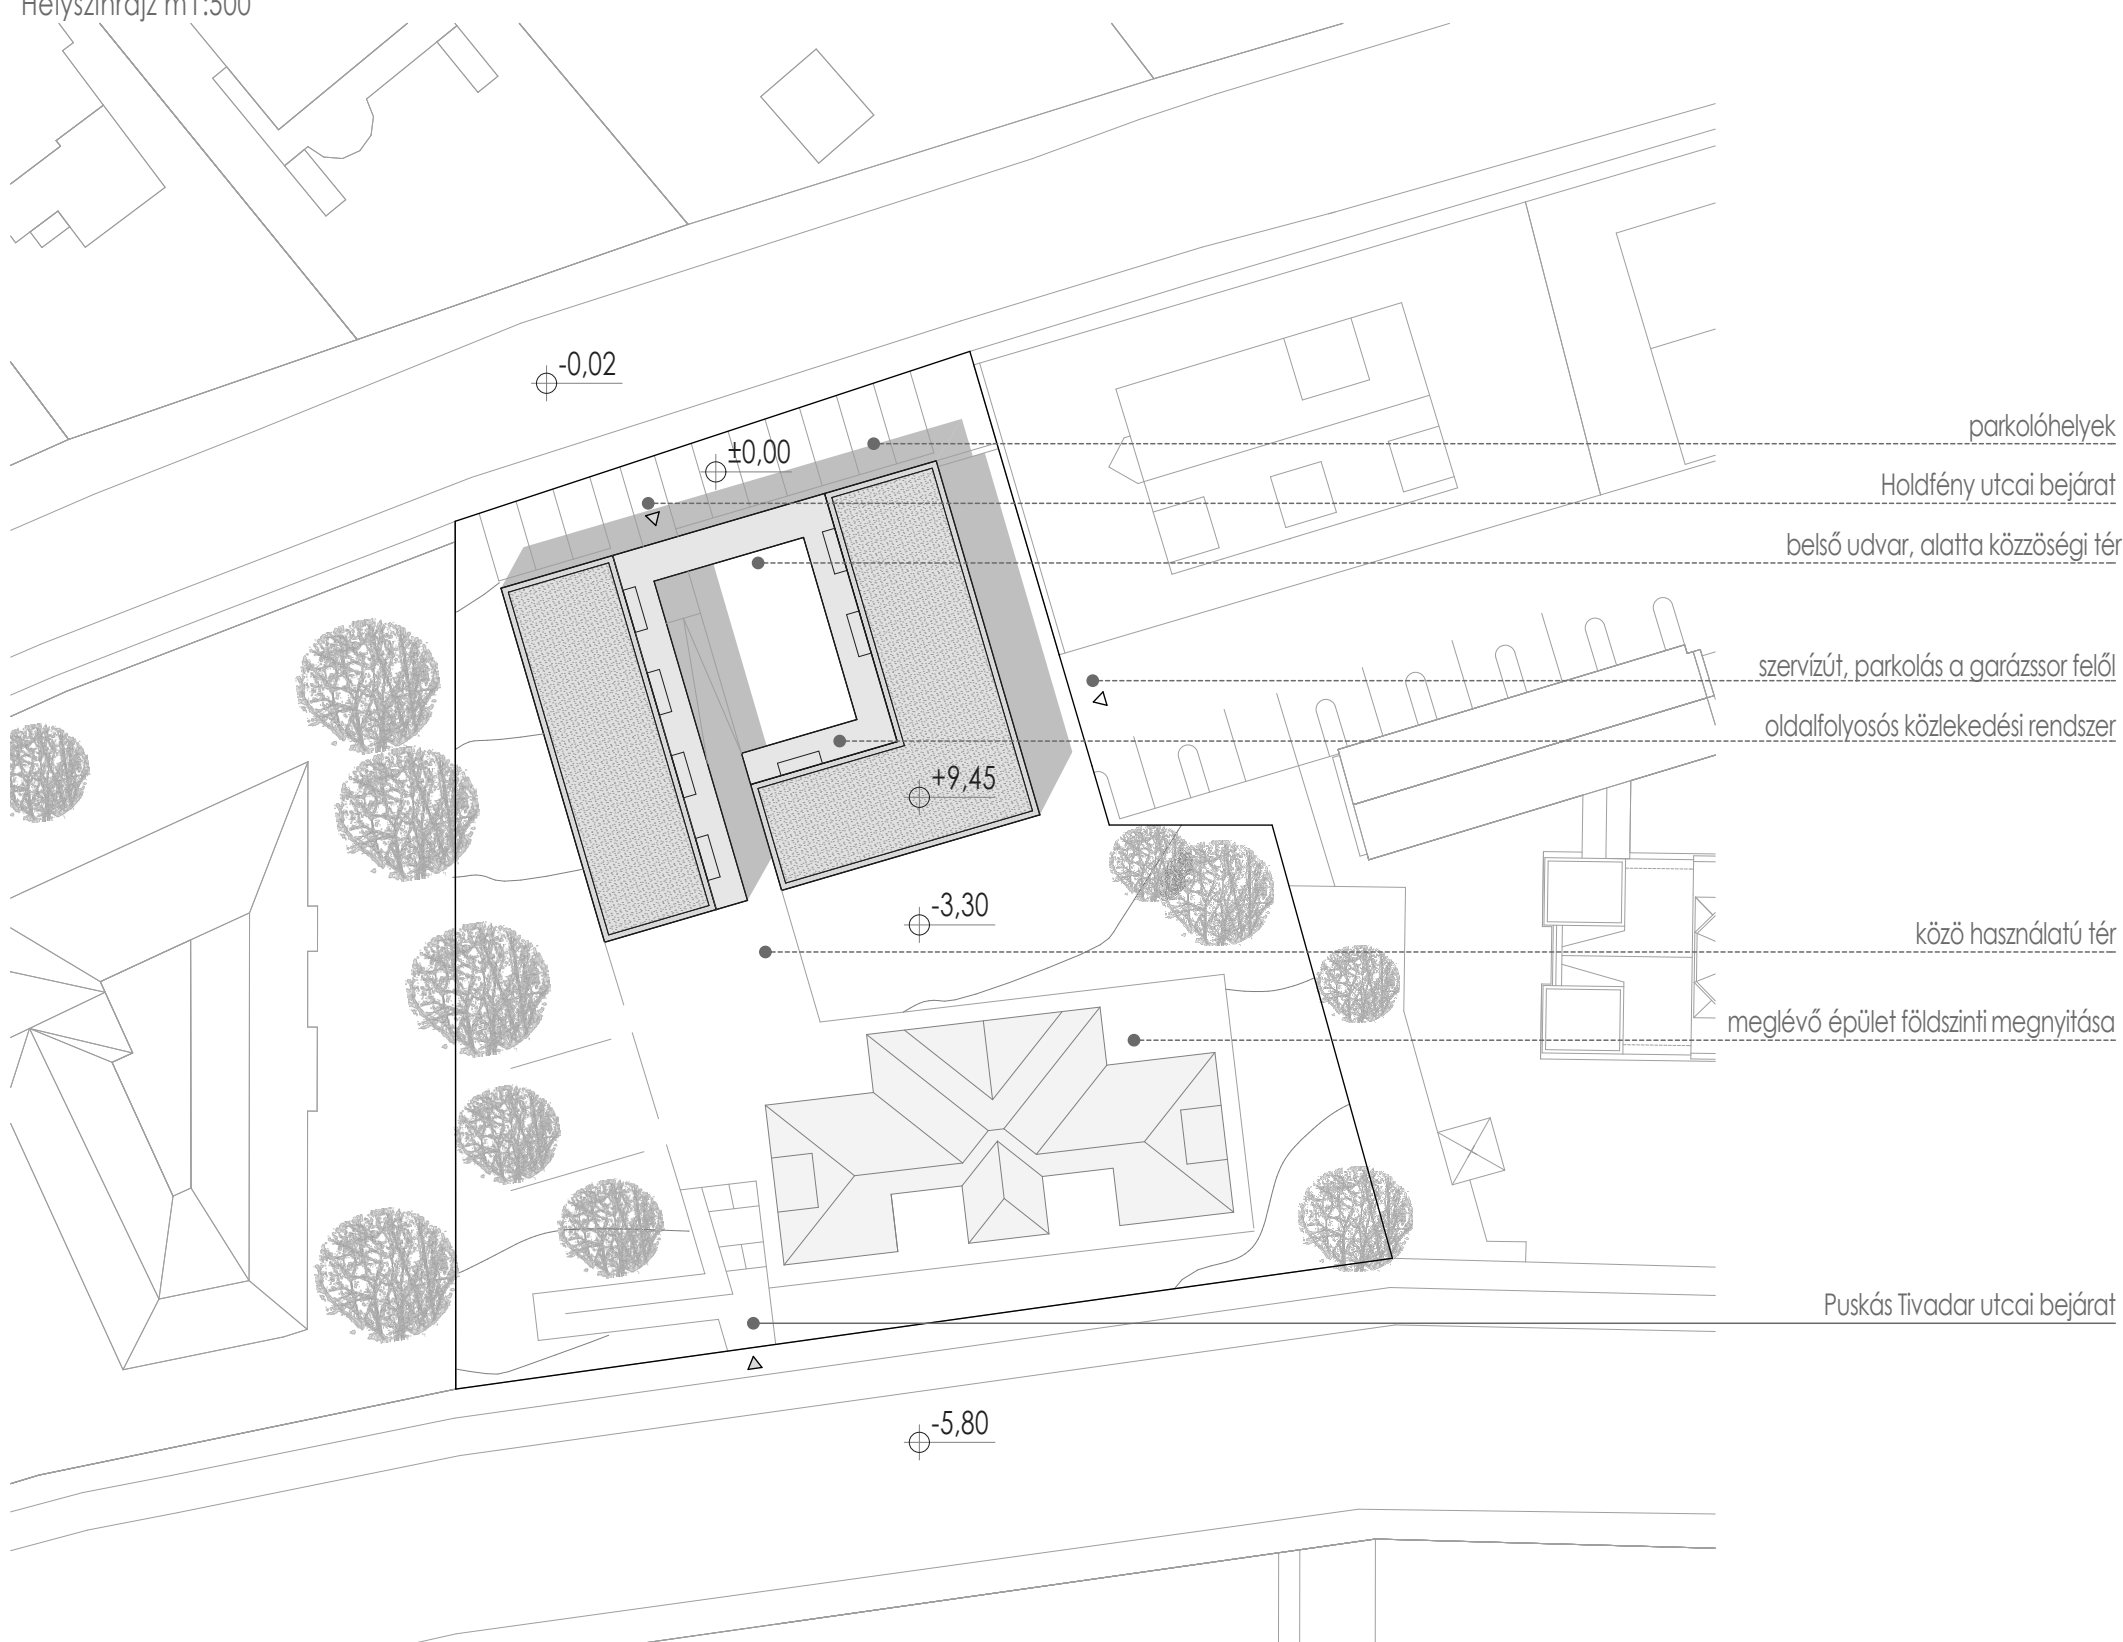 Helyszínrajz m1:500
-0,02
±0,00
parkolóhelyek
Holdfény utcai bejárat
belső udvar, alatta közzöségi tér
szervízút, parkolás a garázssor felől
oldalfolyosós közlekedési rendszer
+9,45
-3,30
közö használatú tér
meglévő épület földszinti megnyitása
Puskás Tivadar utcai bejárat
-5,80